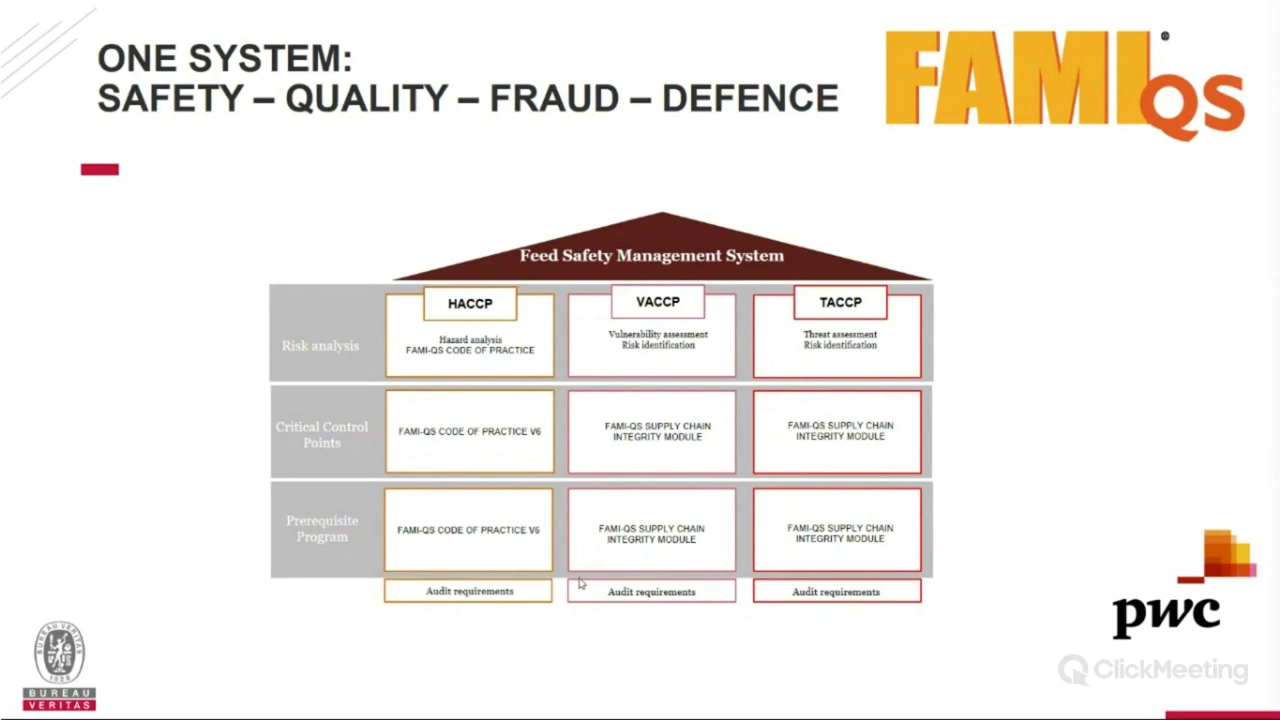 ONE SYSTEM:
SAFETY – QUALITY – FRAUD – DEFENCE
FAMI QS
®
Feed Safety Management System
HACCP
VACCP
TACCP
Risk analysis
Hazard analysis
FAMI-QS CODE OF PRACTICE
Vulnerability assessment
Risk identification
Threat assessment
Risk identification
Critical Control
Points
FAMI-QS CODE OF PRACTICE V6
FAMI-QS SUPPLY CHAIN
INTEGRITY MODULE
FAMI-QS SUPPLY CHAIN
INTEGRITY MODULE
Prerequisite
Program
FAMI-QS CODE OF PRACTICE V6
FAMI-QS SUPPLY CHAIN
INTEGRITY MODULE
FAMI-QS SUPPLY CHAIN
INTEGRITY MODULE
Audit requirements
Audit requirements
Audit requirements
pwc
ClickMeeting
BUREAU VERITAS
1828
BUREAU
VERITAS